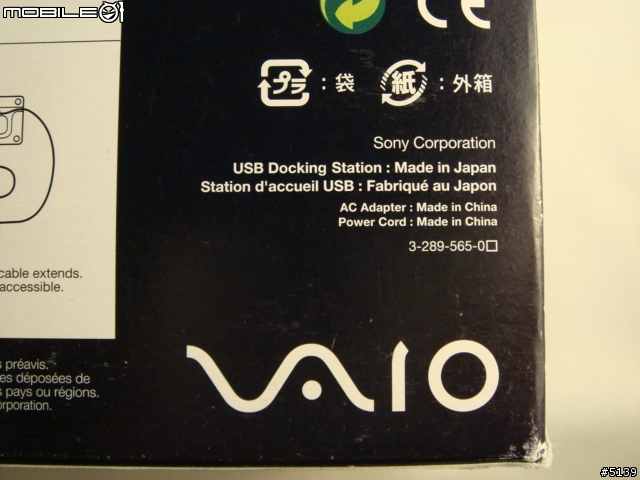 MOBILE01
CE
プラ : 袋 紙 : 外箱
Sony Corporation
USB Docking Station : Made in Japan
Station d'accueil USB : Fabriqué au Japon
AC Adapter : Made in China
Power Cord : Made in China
3-289-565-0□
cable extends.
accessible.
préavis.
es déposées de
s pays ou régions.
orporation.
VAIO
#5139